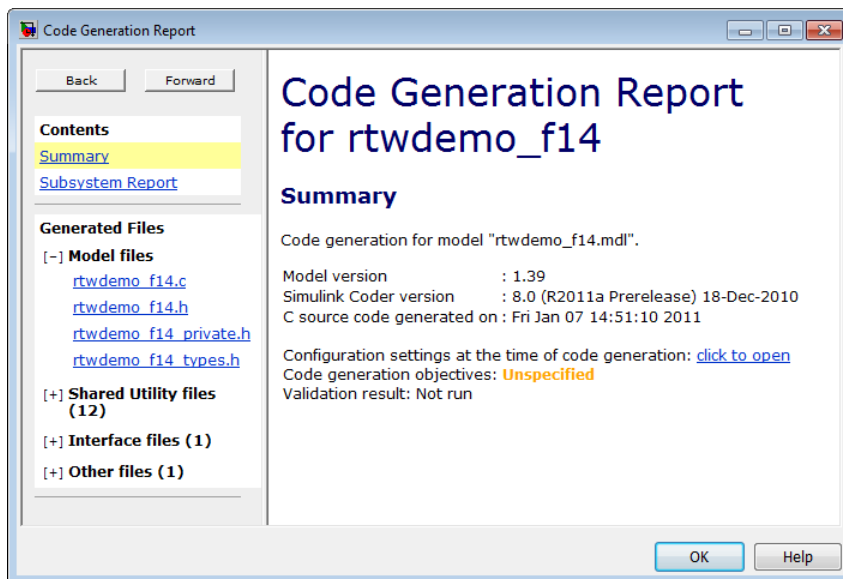 Code Generation Report
Back Forward
Contents
Summary
Subsystem Report
Generated Files
[-] Model files
rtwdemo_f14.c
rtwdemo_f14.h
rtwdemo_f14_private.h
rtwdemo_f14_types.h
[+] Shared Utility files
(12)
[+] Interface files (1)
[+] Other files (1)
Code Generation Report
for rtwdemo_f14
Summary
Code generation for model "rtwdemo_f14.mdl".
Model version : 1.39
Simulink Coder version : 8.0 (R2011a Prerelease) 18-Dec-2010
C source code generated on : Fri Jan 07 14:51:10 2011
Configuration settings at the time of code generation: click to open
Code generation objectives: Unspecified
Validation result: Not run
OK Help